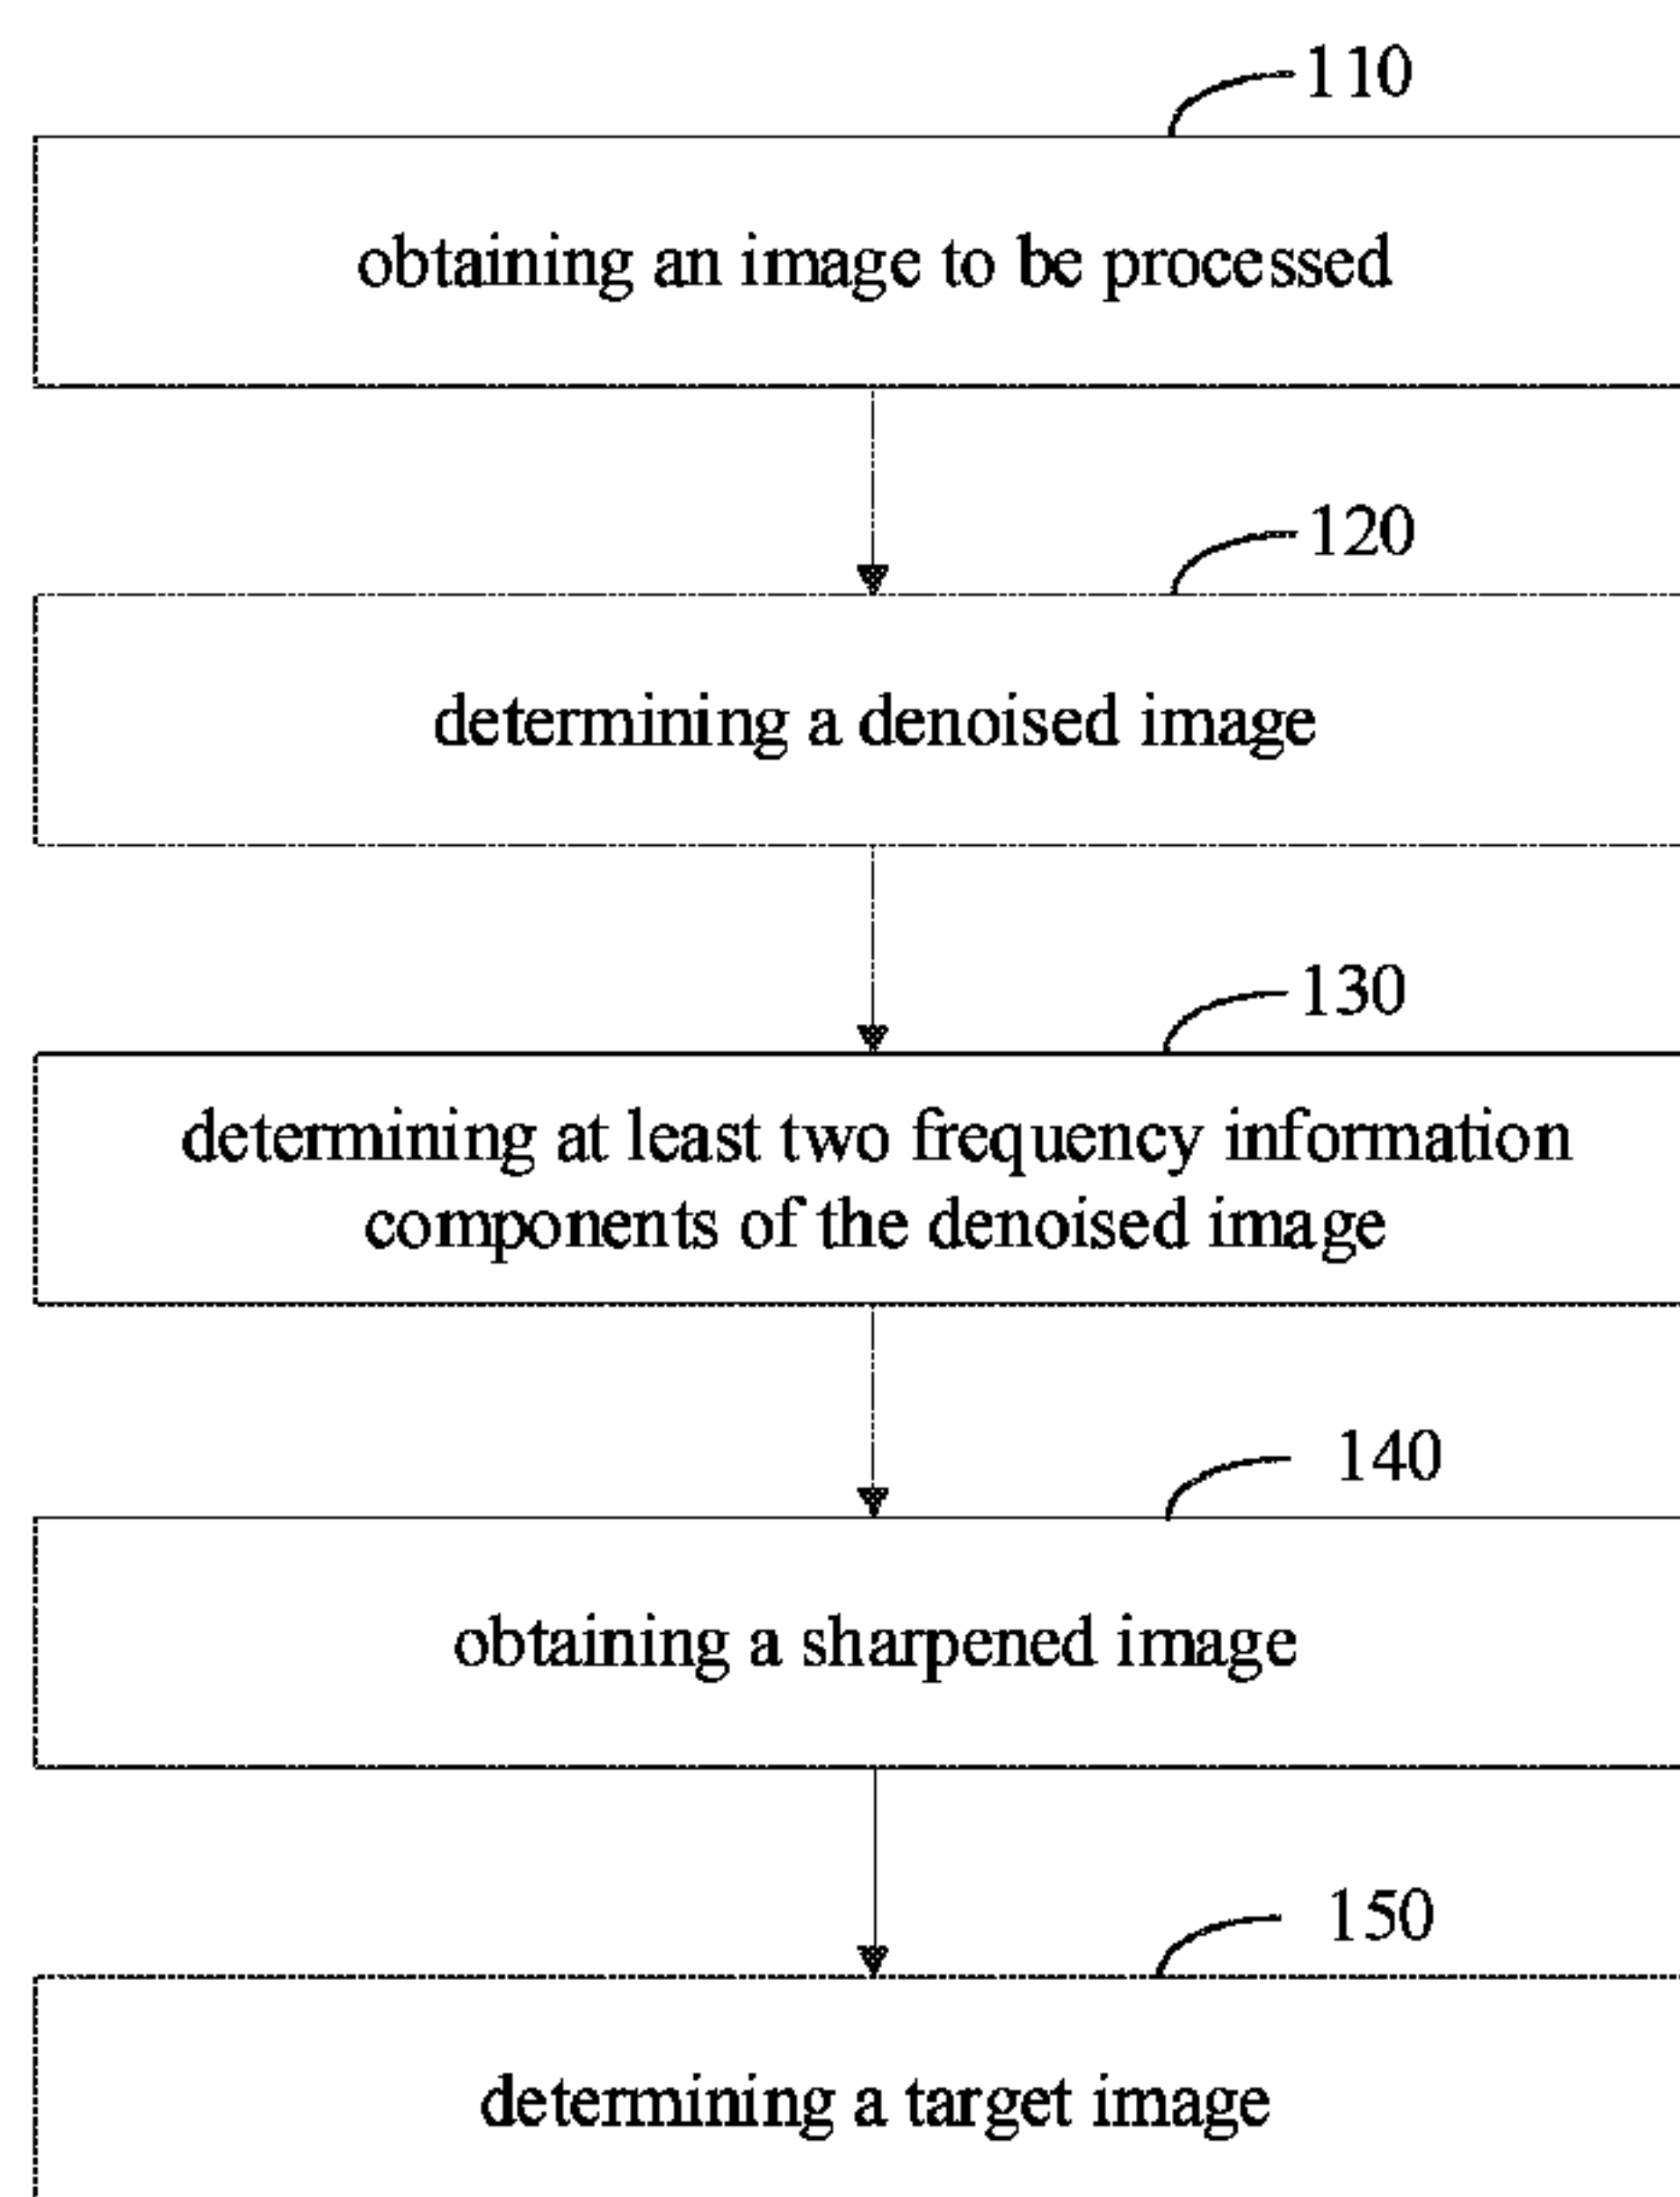 110
obtaining an image to be processed
120
determining a denoised image
130
determining at least two frequency information
components of the denoised image
140
obtaining a sharpened image
150
determining a target image